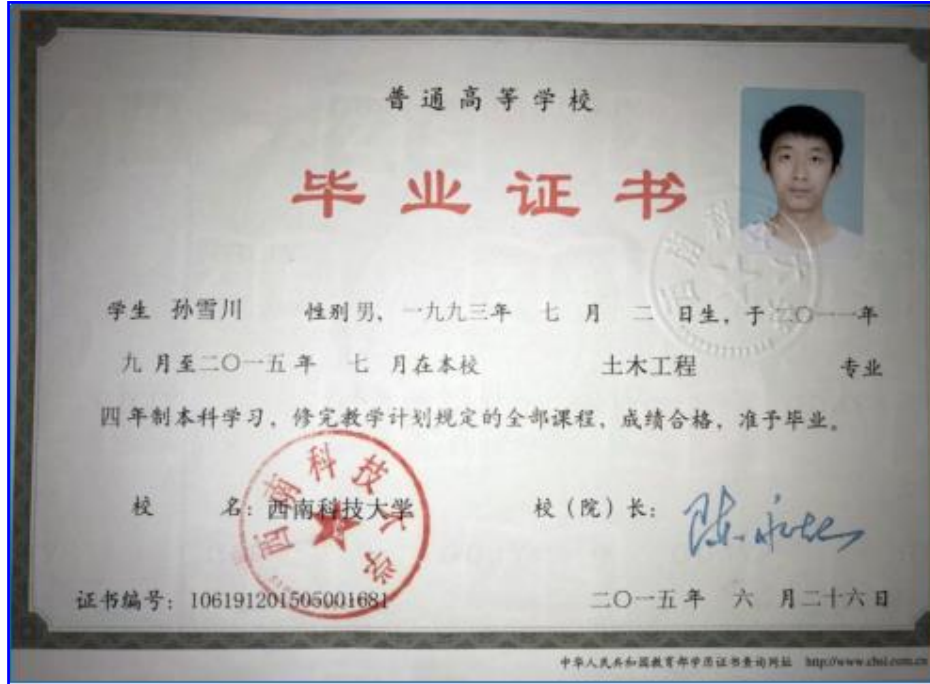 普通高等学校
毕业证书
学生 孙雪川 性别男，一九九三年 七 月 二 日生，于二〇一一年
九 月至二〇一五年 七 月在本校 土木工程 专业
四年制本科学习，修完教学计划规定的全部课程，成绩合格，准予毕业。
校 名：西南科技大学 校（院）长：
西南科技大学
证书编号：106191201505001681 二〇一五年 六 月二十六日
中华人民共和国教育部学历证书查询网址 http://www.chsi.com.cn